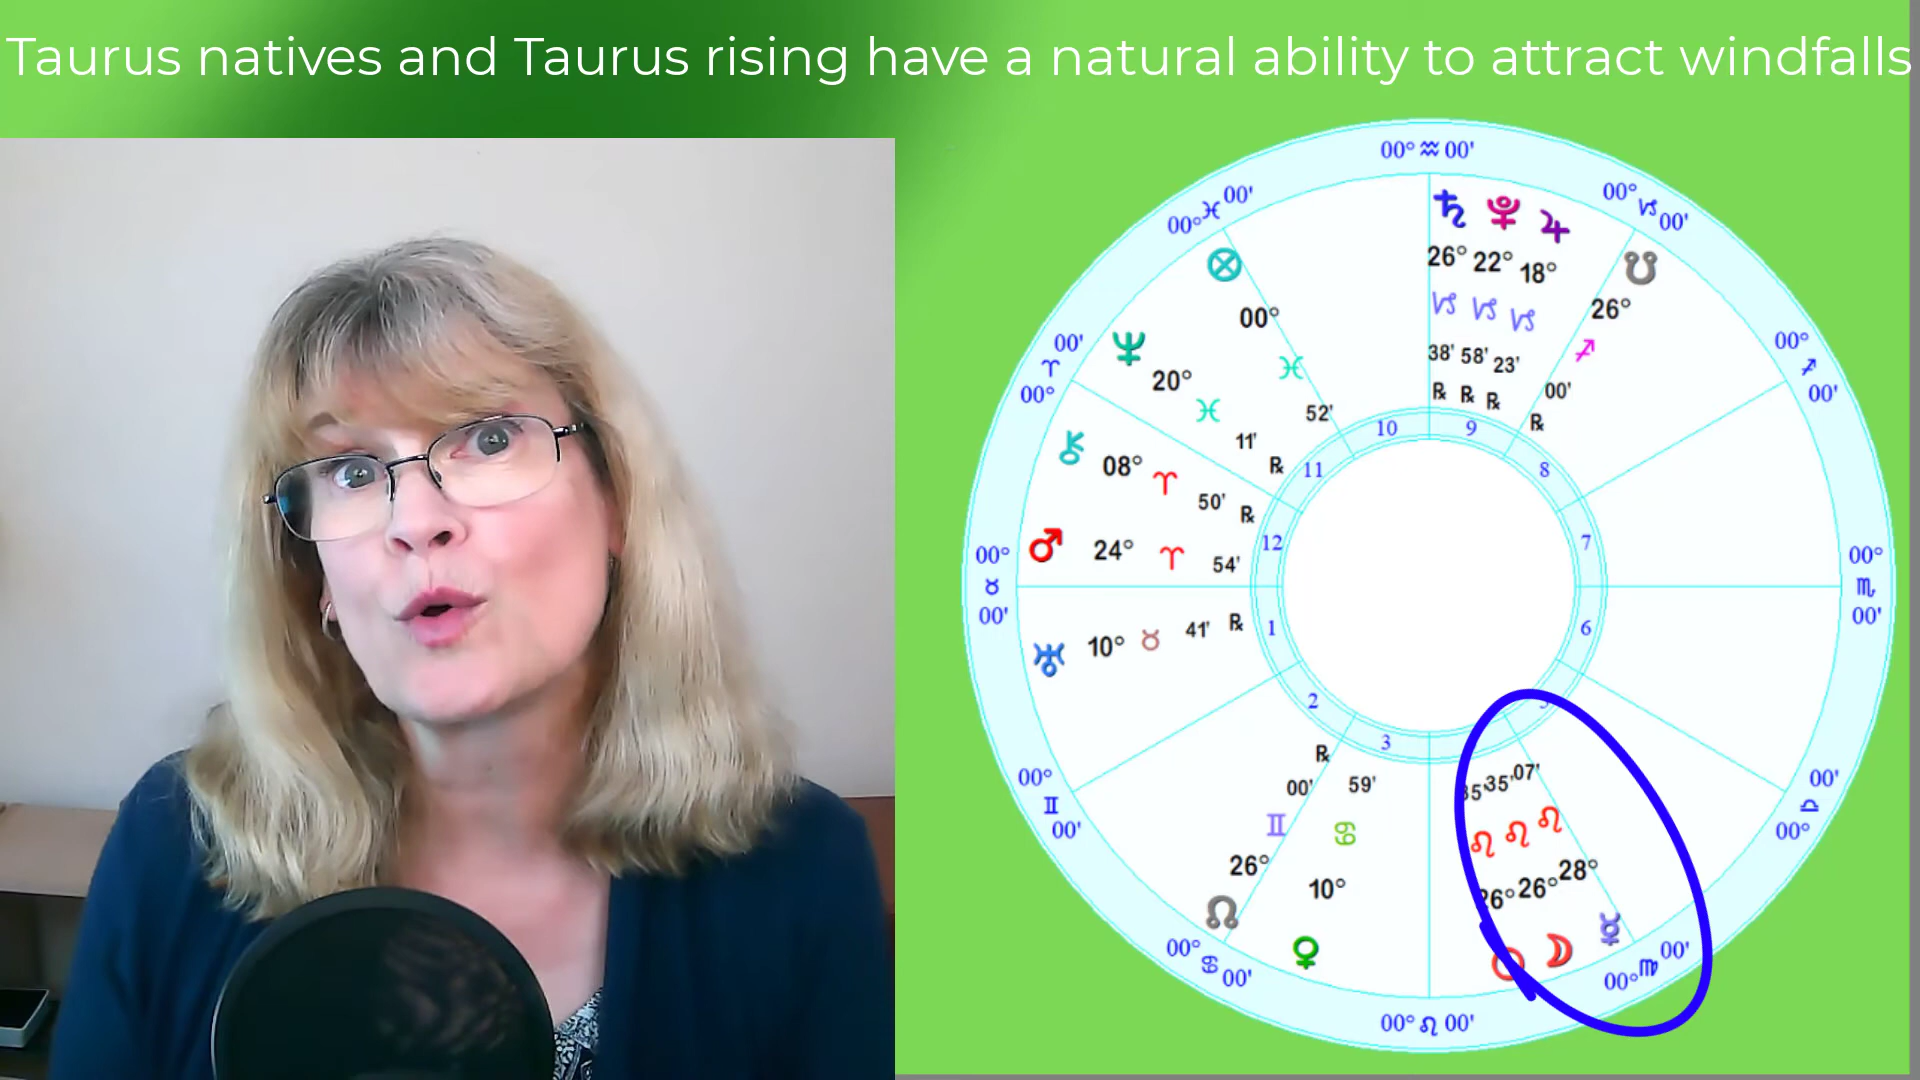 Taurus natives and Taurus rising have a natural ability to attract windfalls
00° ♒ 00'
00° ♓ 00'
00° ♑ 00'
♄ ♇ ♃
26° 22° 18°
♑ ♑ ♑
38' 58' 23'
℞ ℞ ℞
☋ 26° ♐ 00' ℞
⊗ 00° ♓ 52'
00° ♈ 00'
00° ♐ 00'
♆ 20° ♓ 11' ℞
⚷ 08° ♈ 50' ℞
♂ 24° ♈ 54'
10 9
11 8
12 7
1 6
2
3
00° ♉ 00'
00° ♏ 00'
♅ 10° ♉ 41' ℞
℞ 00' ♊ 26° ☊
59' ♋ 10° ♀
35' 07'
♌ ♌ ♌
26° 28°
☽ ☿
00° ♊ 00'
00' ♎ 00°
00° ♋ 00'
00° ♍ 00'
00° ♌ 00'